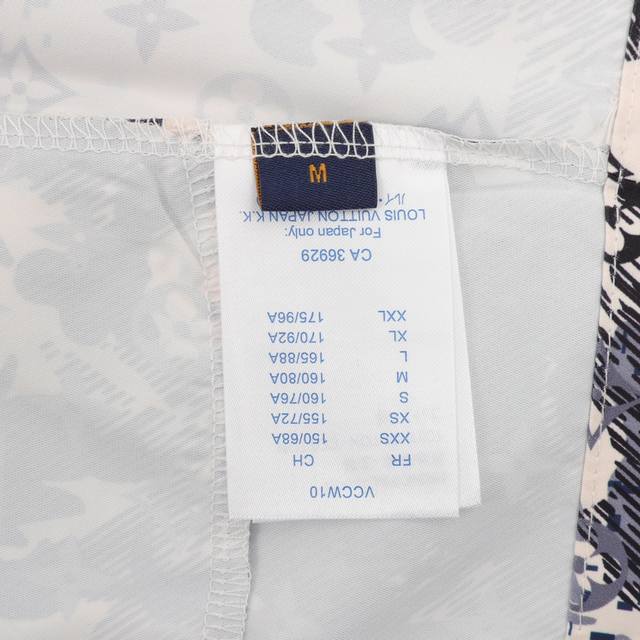 M
VCCW10
FR CH
XXS 150/68A
XS 155/72A
S 160/76A
M 160/80A
L 165/88A
XL 170/92A
XXL 175/96A
CA 36929
For Japan only:
LOUIS VUITTON JAPAN K.K.